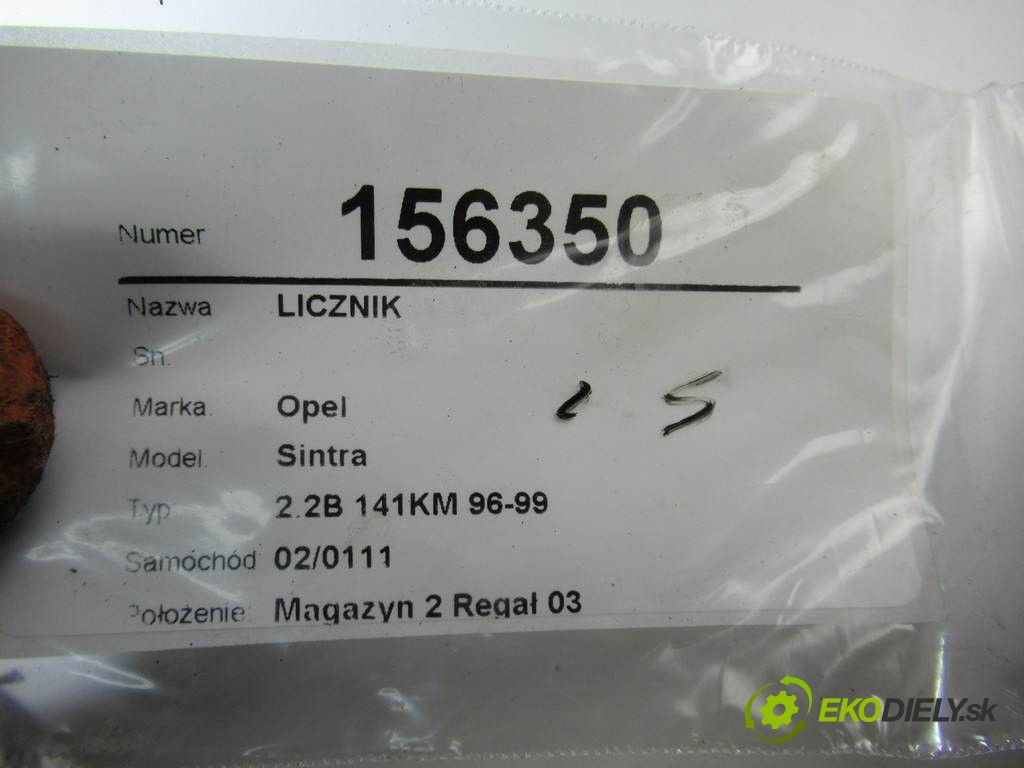 Numer 156350
Nazwa LICZNIK
Sn.
Marka. Opel
Model. Sintra
Typ 2.2B 141KM 96-99
Samochód 02/0111
Położenie: Magazyn 2 Regał 03
EKODIELY.sk